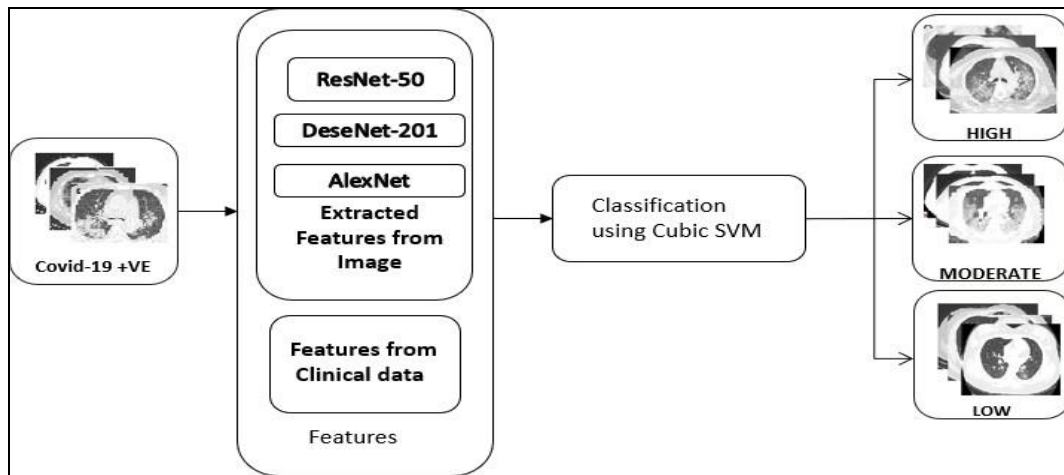 Covid-19 +VE
ResNet-50
DeseNet-201
AlexNet
Extracted
Features from
Image
Features from
Clinical data
Features
Classification
using Cubic SVM
HIGH
MODERATE
LOW